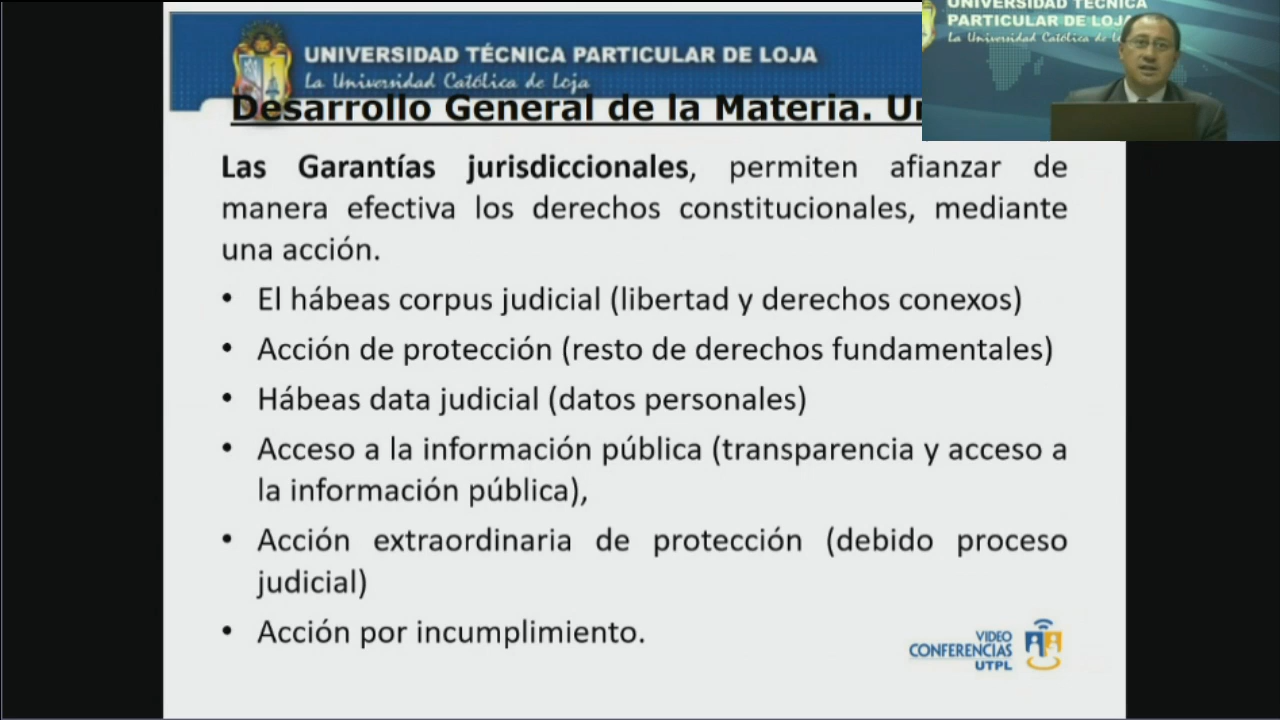 UNIVERSIDAD TÉCNICA PARTICULAR DE LOJA
La Universidad Católica de Loja
UNIVERSIDAD TÉCNICA
PARTICULAR DE LOJA
La Universidad Católica de
Desarrollo General de la Materia.
Las Garantías jurisdiccionales, permiten afianzar de
manera efectiva los derechos constitucionales, mediante
una acción.
• El hábeas corpus judicial (libertad y derechos conexos)
• Acción de protección (resto de derechos fundamentales)
• Hábeas data judicial (datos personales)
• Acceso a la información pública (transparencia y acceso a
la información pública),
• Acción extraordinaria de protección (debido proceso
judicial)
• Acción por incumplimiento.
VIDEO
CONFERENCIAS
UTPL